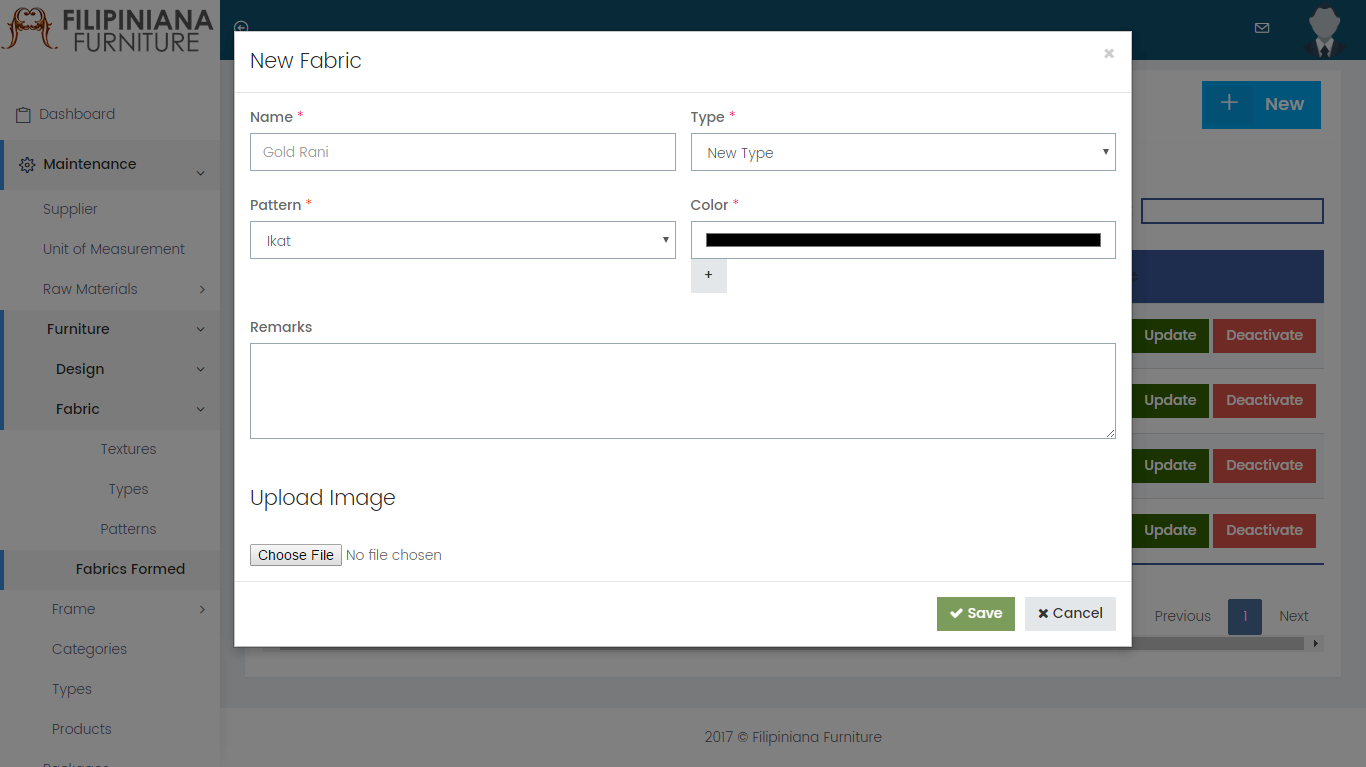 FILIPINIANA
FURNITURE
Dashboard
Maintenance
Supplier
Unit of Measurement
Raw Materials
Furniture
Design
Fabric
Textures
Types
Patterns
Fabrics Formed
Frame
Categories
Types
Products
New Fabric
×
Name *
Type *
Gold Rani
New Type
Pattern *
Color *
Ikat
+
Remarks
Upload Image
Choose File No file chosen
Save
Cancel
+ New
Update Deactivate
Update Deactivate
Update Deactivate
Update Deactivate
Previous 1 Next
2017 © Filipiniana Furniture